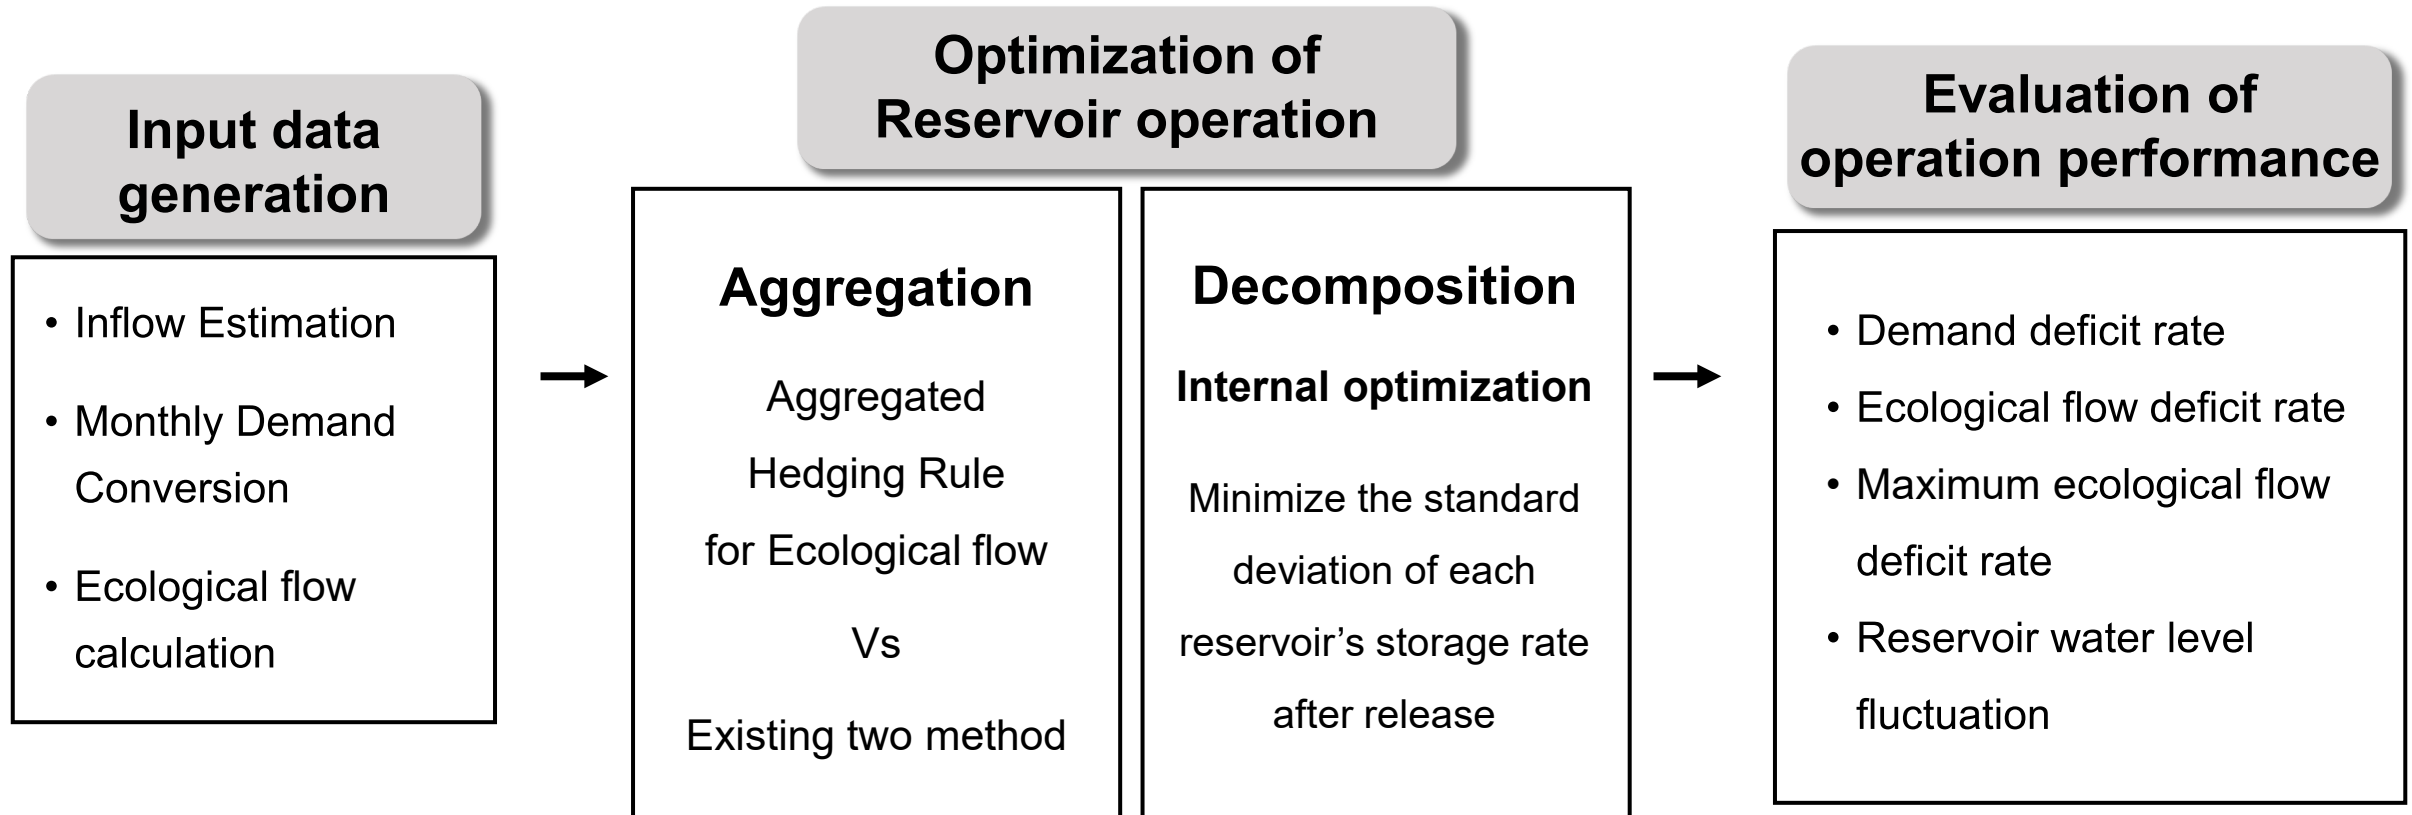 Input data
generation
• Inflow Estimation
• Monthly Demand
Conversion
• Ecological flow
calculation
Optimization of
Reservoir operation
Aggregation
Aggregated
Hedging Rule
for Ecological flow
Vs
Existing two method
Decomposition
Internal optimization
Minimize the standard
deviation of each
reservoir’s storage rate
after release
Evaluation of
operation performance
• Demand deficit rate
• Ecological flow deficit rate
• Maximum ecological flow
deficit rate
• Reservoir water level
fluctuation